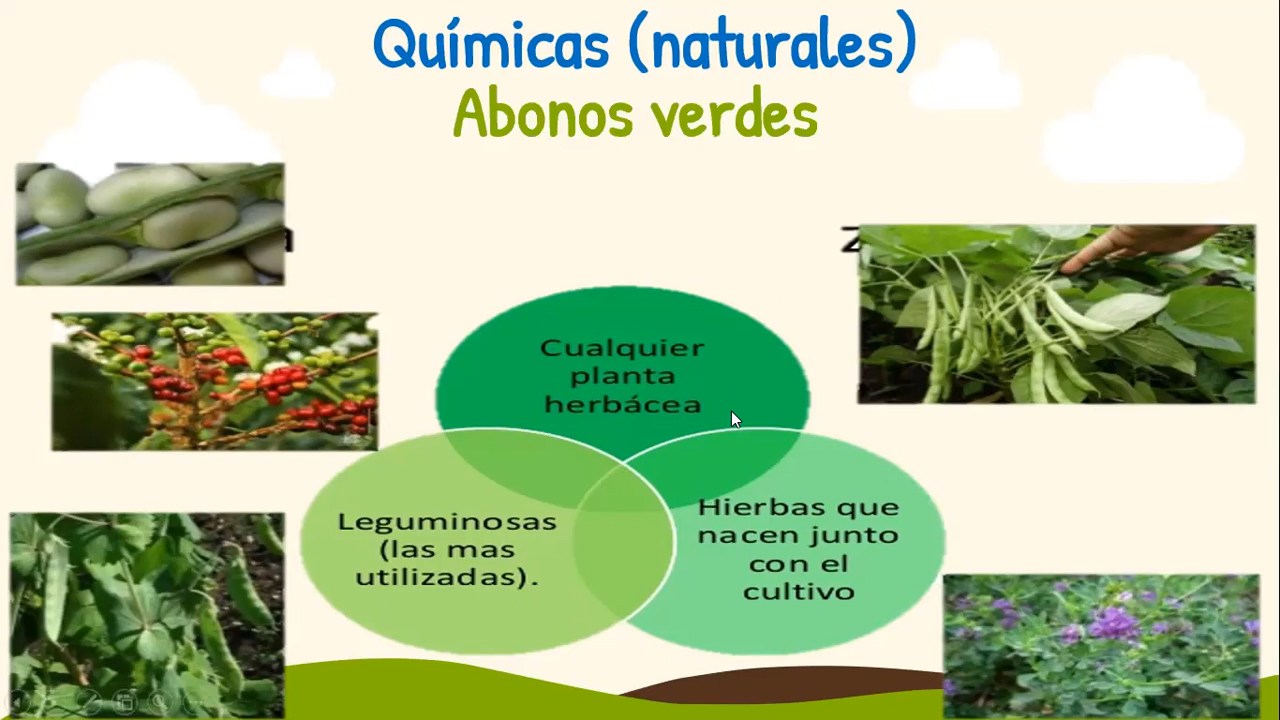 Químicas (naturales)
Abonos verdes
Cualquier
planta
herbácea
Leguminosas
(las mas
utilizadas).
Hierbas que
nacen junto
con el
cultivo